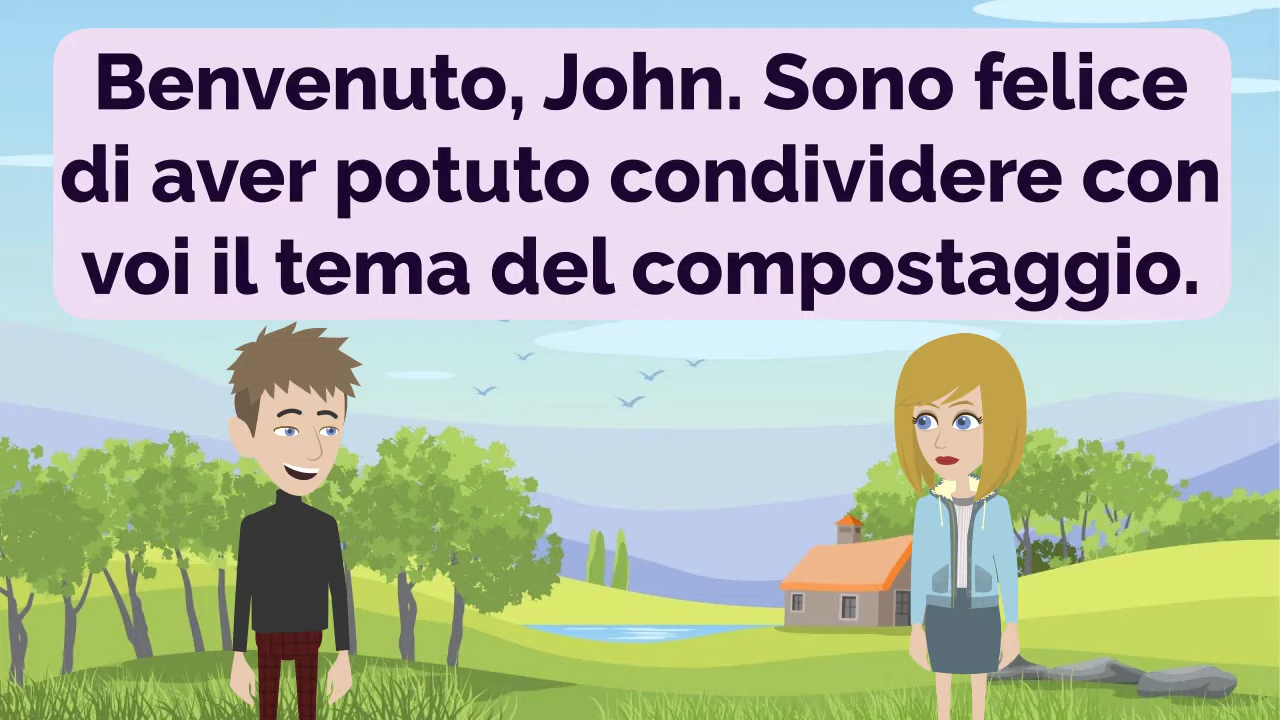 Benvenuto, John. Sono felice
di aver potuto condividere con
voi il tema del compostaggio.